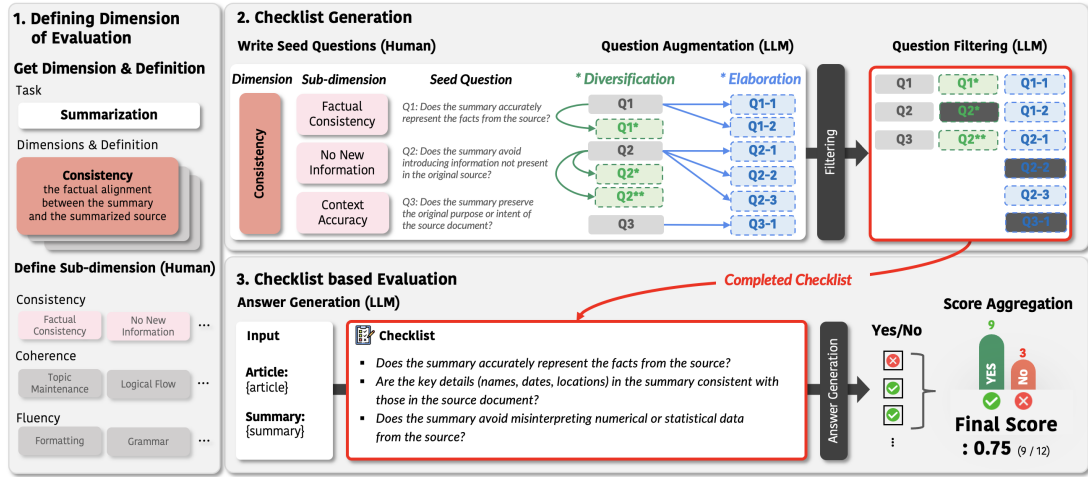 1. Defining Dimension
of Evaluation
Get Dimension & Definition
Task
Summarization
Dimensions & Definition
Consistency
the factual alignment
between the summary
and the summarized source
Define Sub-dimension (Human)
Consistency
Factual
Consistency
No New
Information
...
Coherence
Topic
Maintenance
Logical Flow
...
Fluency
Formatting
Grammar
...
2. Checklist Generation
Write Seed Questions (Human)
Question Augmentation (LLM)
Question Filtering (LLM)
Dimension
Sub-dimension
Seed Question
* Diversification
* Elaboration
Consistency
Factual
Consistency
No New
Information
Context
Accuracy
Q1: Does the summary accurately
represent the facts from the source?
Q2: Does the summary avoid
introducing information not present
in the original source?
Q3: Does the summary preserve
the original purpose or intent of
the source document?
Q1
Q1*
Q2
Q2*
Q2**
Q3
Q1-1
Q1-2
Q2-1
Q2-2
Q2-3
Q3-1
Filtering
Q1 Q1* Q1-1
Q2 Q2* Q1-2
Q3 Q2** Q2-1
Q2-2
Q2-3
Q3-1
Completed Checklist
3. Checklist based Evaluation
Answer Generation (LLM)
Input
Article:
{article}
Summary:
{summary}
Checklist
▪ Does the summary accurately represent the facts from the source?
▪ Are the key details (names, dates, locations) in the summary consistent with
those in the source document?
▪ Does the summary avoid misinterpreting numerical or statistical data
from the source?
Answer Generation
Yes/No
⋮
Score Aggregation
9
YES
3
No
Final Score
: 0.75 (9 / 12)